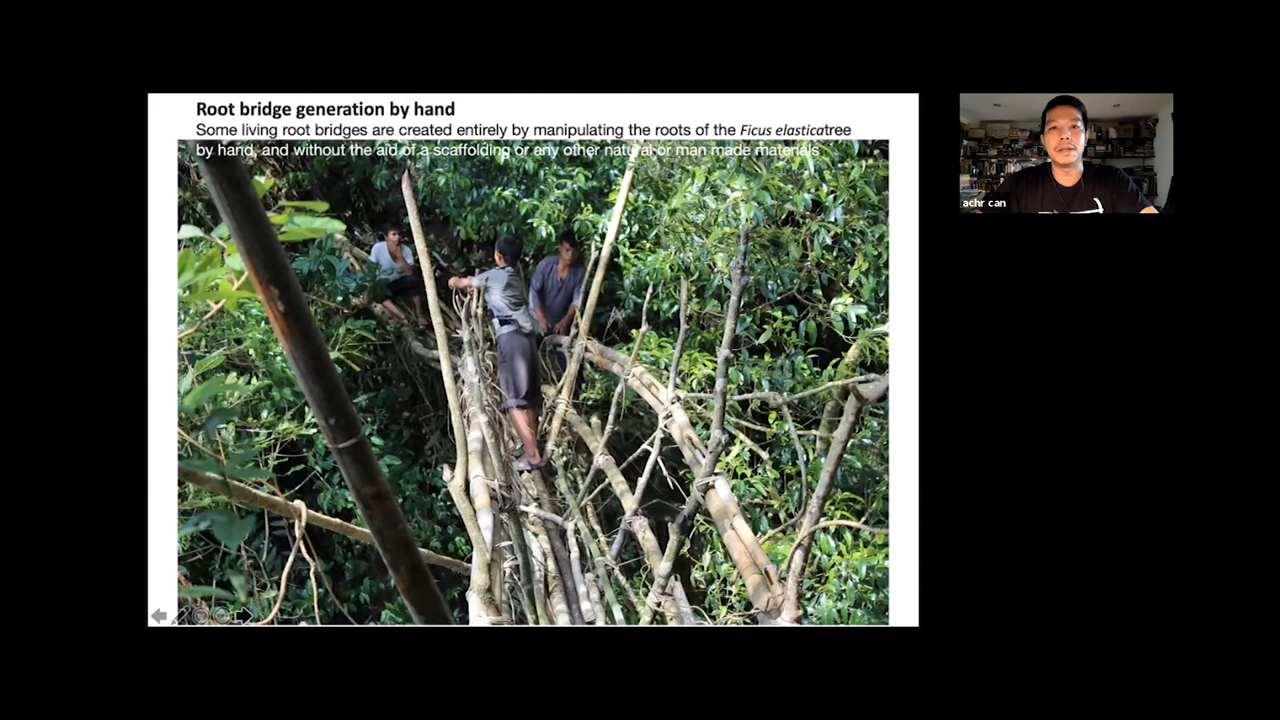 Root bridge generation by hand
Some living root bridges are created entirely by manipulating the roots of the Ficus elasticatree
by hand, and without the aid of a scaffolding or any other natural or man made materials
achr can